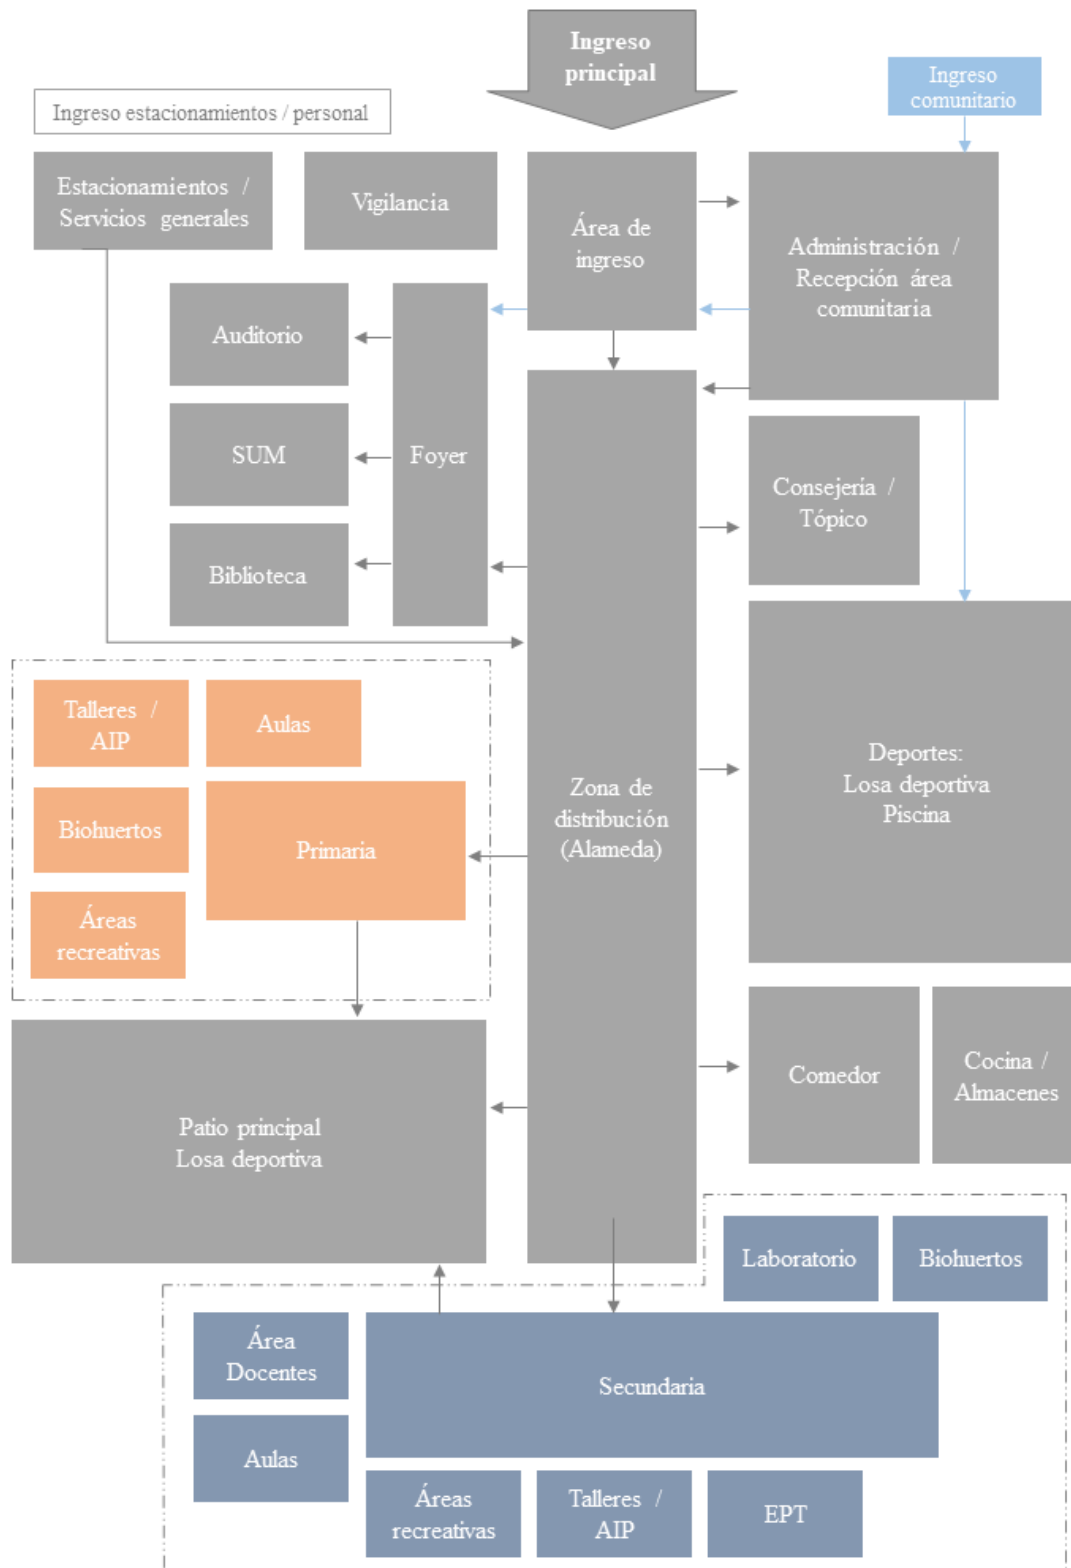 Ingreso
principal
Ingreso
comunitario
Ingreso estacionamientos / personal
Estacionamientos /
Servicios generales
Vigilancia
Área de
ingreso
Administración /
Recepción área
comunitaria
Auditorio
SUM
Biblioteca
Foyer
Consejería /
Tópico
Talleres /
AIP
Aulas
Biohuertos
Primaria
Áreas
recreativas
Zona de
distribución
(Alameda)
Deportes:
Losa deportiva
Piscina
Comedor
Cocina /
Almacenes
Patio principal
Losa deportiva
Laboratorio
Biohuertos
Área
Docentes
Secundaria
Aulas
Áreas
recreativas
Talleres /
AIP
EPT